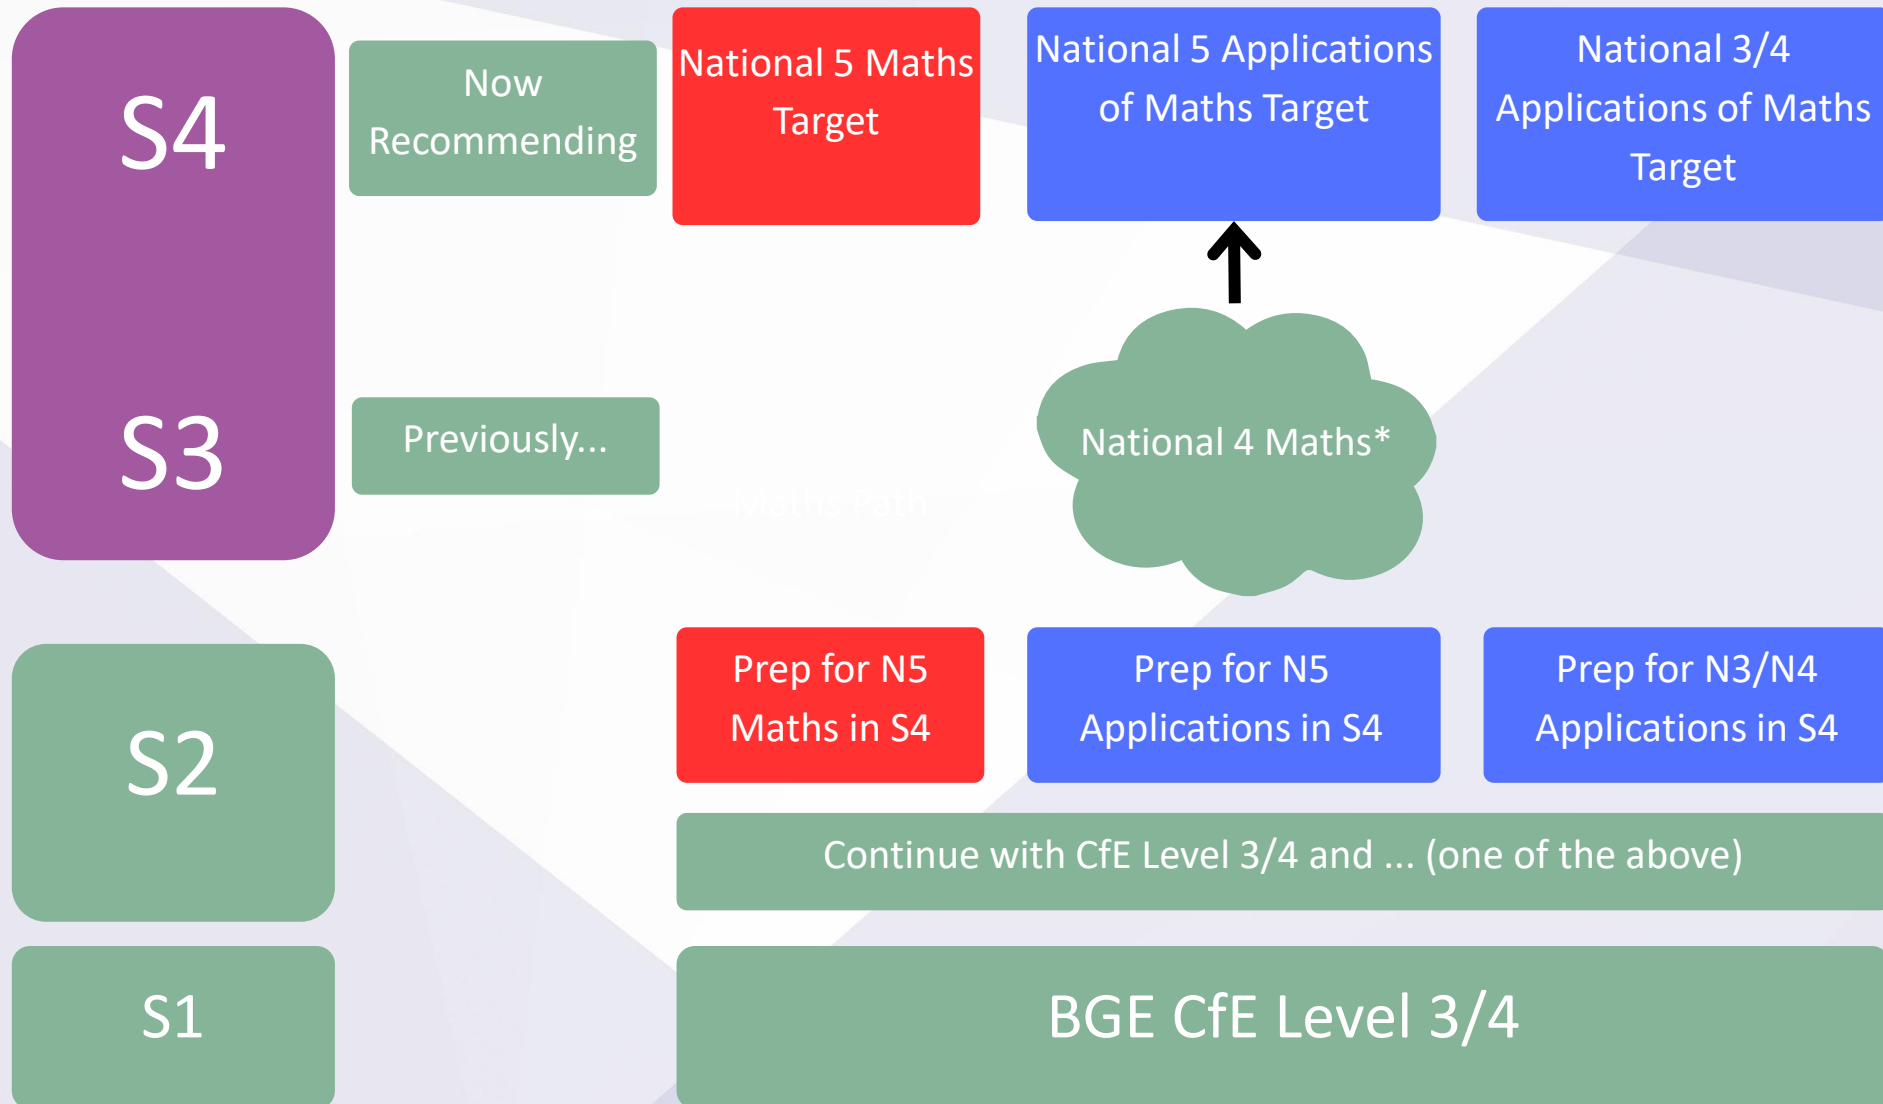 S4
Now
Recommending
National 5 Maths
Target
National 5 Applications
of Maths Target
National 3/4
Applications of Maths
Target
S3
Previously...
Maths Path
National 4 Maths*
S2
Prep for N5
Maths in S4
Prep for N5
Applications in S4
Prep for N3/N4
Applications in S4
Continue with CfE Level 3/4 and ... (one of the above)
S1
BGE CfE Level 3/4